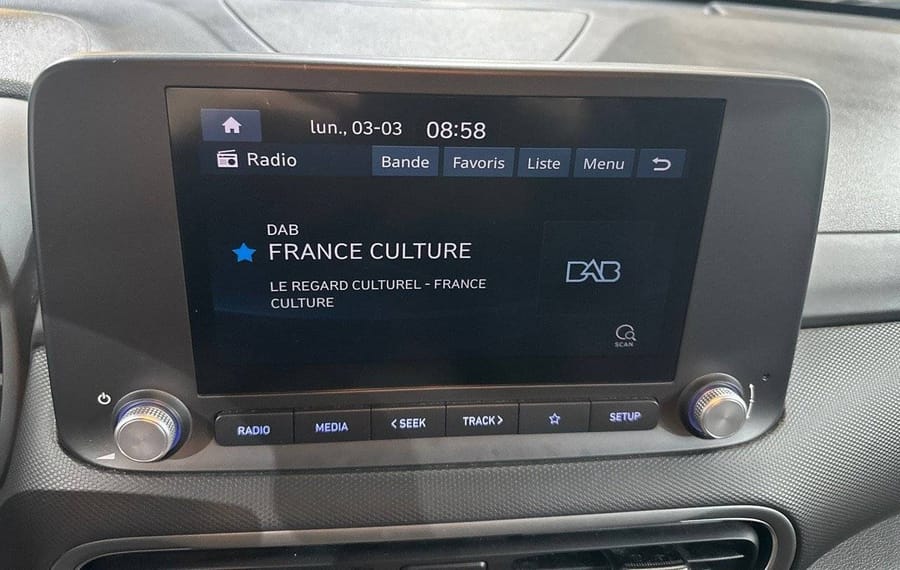 lun., 03-03 08:58
Radio Bande Favoris Liste Menu
DAB
FRANCE CULTURE
LE REGARD CULTUREL - FRANCE
CULTURE
DAB
SCAN
RADIO MEDIA < SEEK TRACK > SETUP